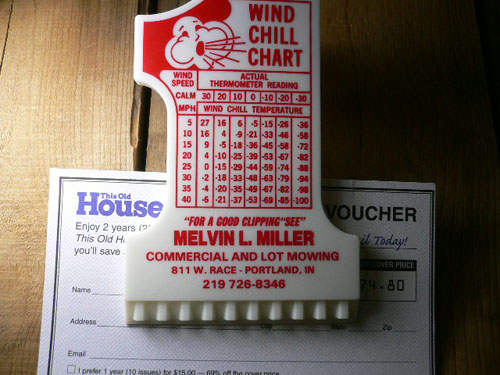 1
WIND
CHILL
CHART
WIND SPEED ACTUAL THERMOMETER READING
CALM 30 20 10 0 -10 -20 -30
MPH WIND CHILL TEMPERATURE
5 27 16 6 -5 -15 -26 -36
10 16 4 -9 -21 -33 -46 -58
15 9 -5 -18 -36 -45 -58 -72
20 4 -10 -25 -39 -53 -67 -82
25 0 -15 -29 -44 -59 -74 -88
30 -2 -18 -33 -48 -63 -79 -94
35 -4 -20 -35 -49 -67 -82 -98
40 -6 -21 -37 -53 -69 -85 -100
"FOR A GOOD CLIPPING "SEE"
MELVIN L. MILLER
COMMERCIAL AND LOT MOWING
811 W. RACE - PORTLAND, IN
219 726-8346
This Old
House
VOUCHER
Enjoy 2 years
This Old
you'll save
Today!
COVER PRICE
74.80
Name
Address
City
State
Zip
Email
I prefer 1 year (10 issues) for $15.00 — 69% off the cover price